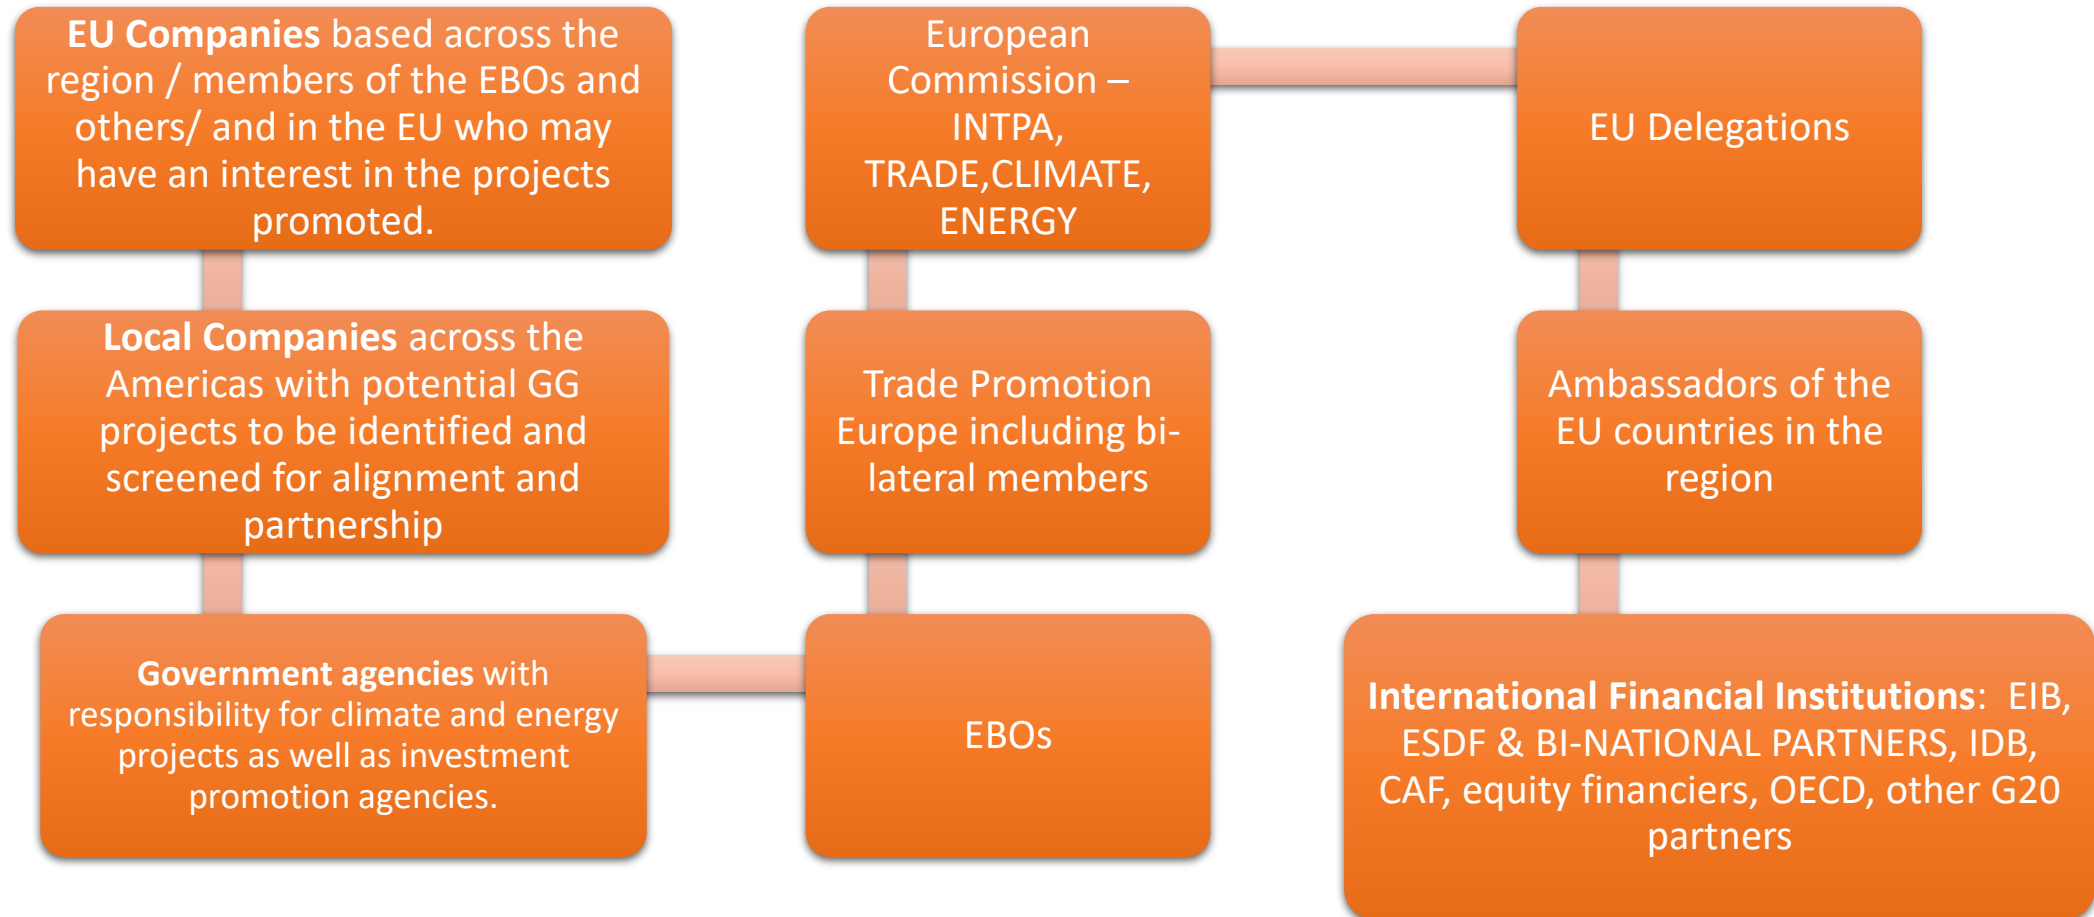 EU Companies based across the
region / members of the EBOs and
others/ and in the EU who may
have an interest in the projects
promoted.
Local Companies across the
Americas with potential GG
projects to be identified and
screened for alignment and
partnership
Government agencies with
responsibility for climate and energy
projects as well as investment
promotion agencies.
EBOs
Trade Promotion
Europe including bi-
lateral members
European
Commission –
INTPA,
TRADE,CLIMATE,
ENERGY
EU Delegations
Ambassadors of the
EU countries in the
region
International Financial Institutions:  EIB,
ESDF & BI-NATIONAL PARTNERS, IDB,
CAF, equity financiers, OECD, other G20
partners